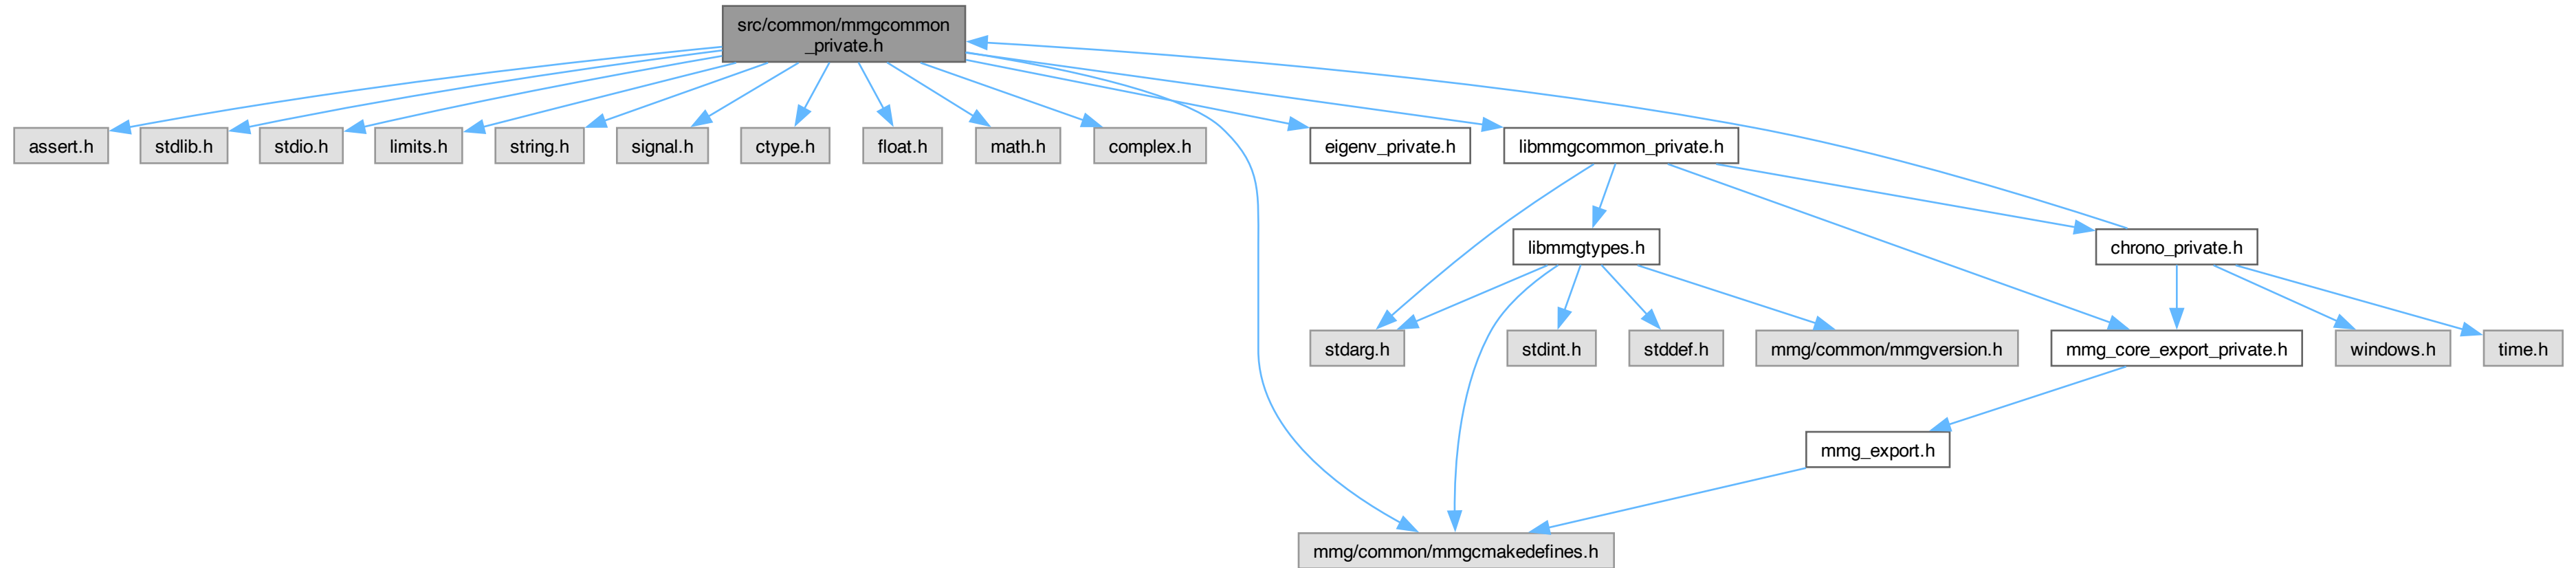 src/common/mmgcommon
_private.h
assert.h
stdlib.h
stdio.h
limits.h
string.h
signal.h
ctype.h
float.h
math.h
complex.h
eigenv_private.h
libmmgcommon_private.h
libmmgtypes.h
chrono_private.h
stdarg.h
stdint.h
stddef.h
mmg/common/mmgversion.h
mmg_core_export_private.h
windows.h
time.h
mmg_export.h
mmg/common/mmgcmakedefines.h